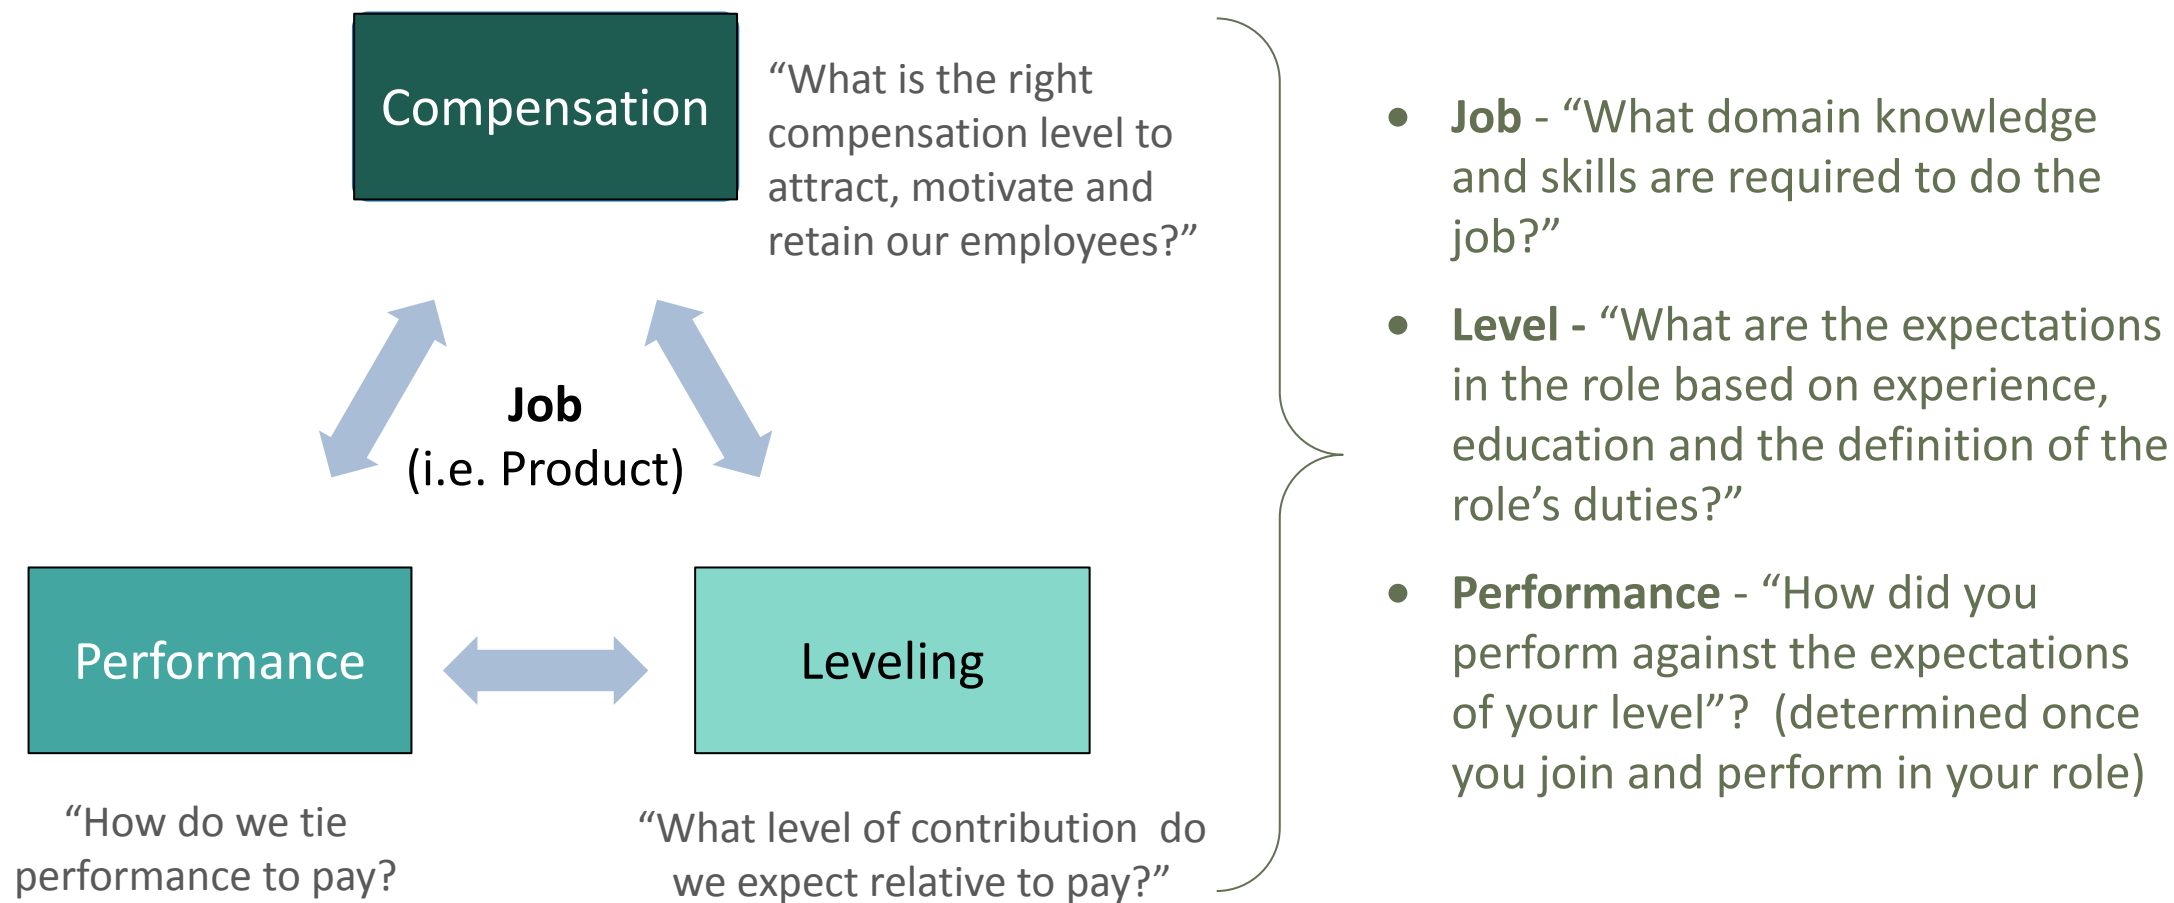 Compensation
“What is the right
compensation level to
attract, motivate and
retain our employees?”
Job
(i.e. Product)
Performance
Leveling
“How do we tie
performance to pay?
“What level of contribution  do
we expect relative to pay?”
● Job - “What domain knowledge
and skills are required to do the
job?”
● Level - “What are the expectations
in the role based on experience,
education and the definition of the
role’s duties?”
● Performance - “How did you
perform against the expectations
of your level”?  (determined once
you join and perform in your role)